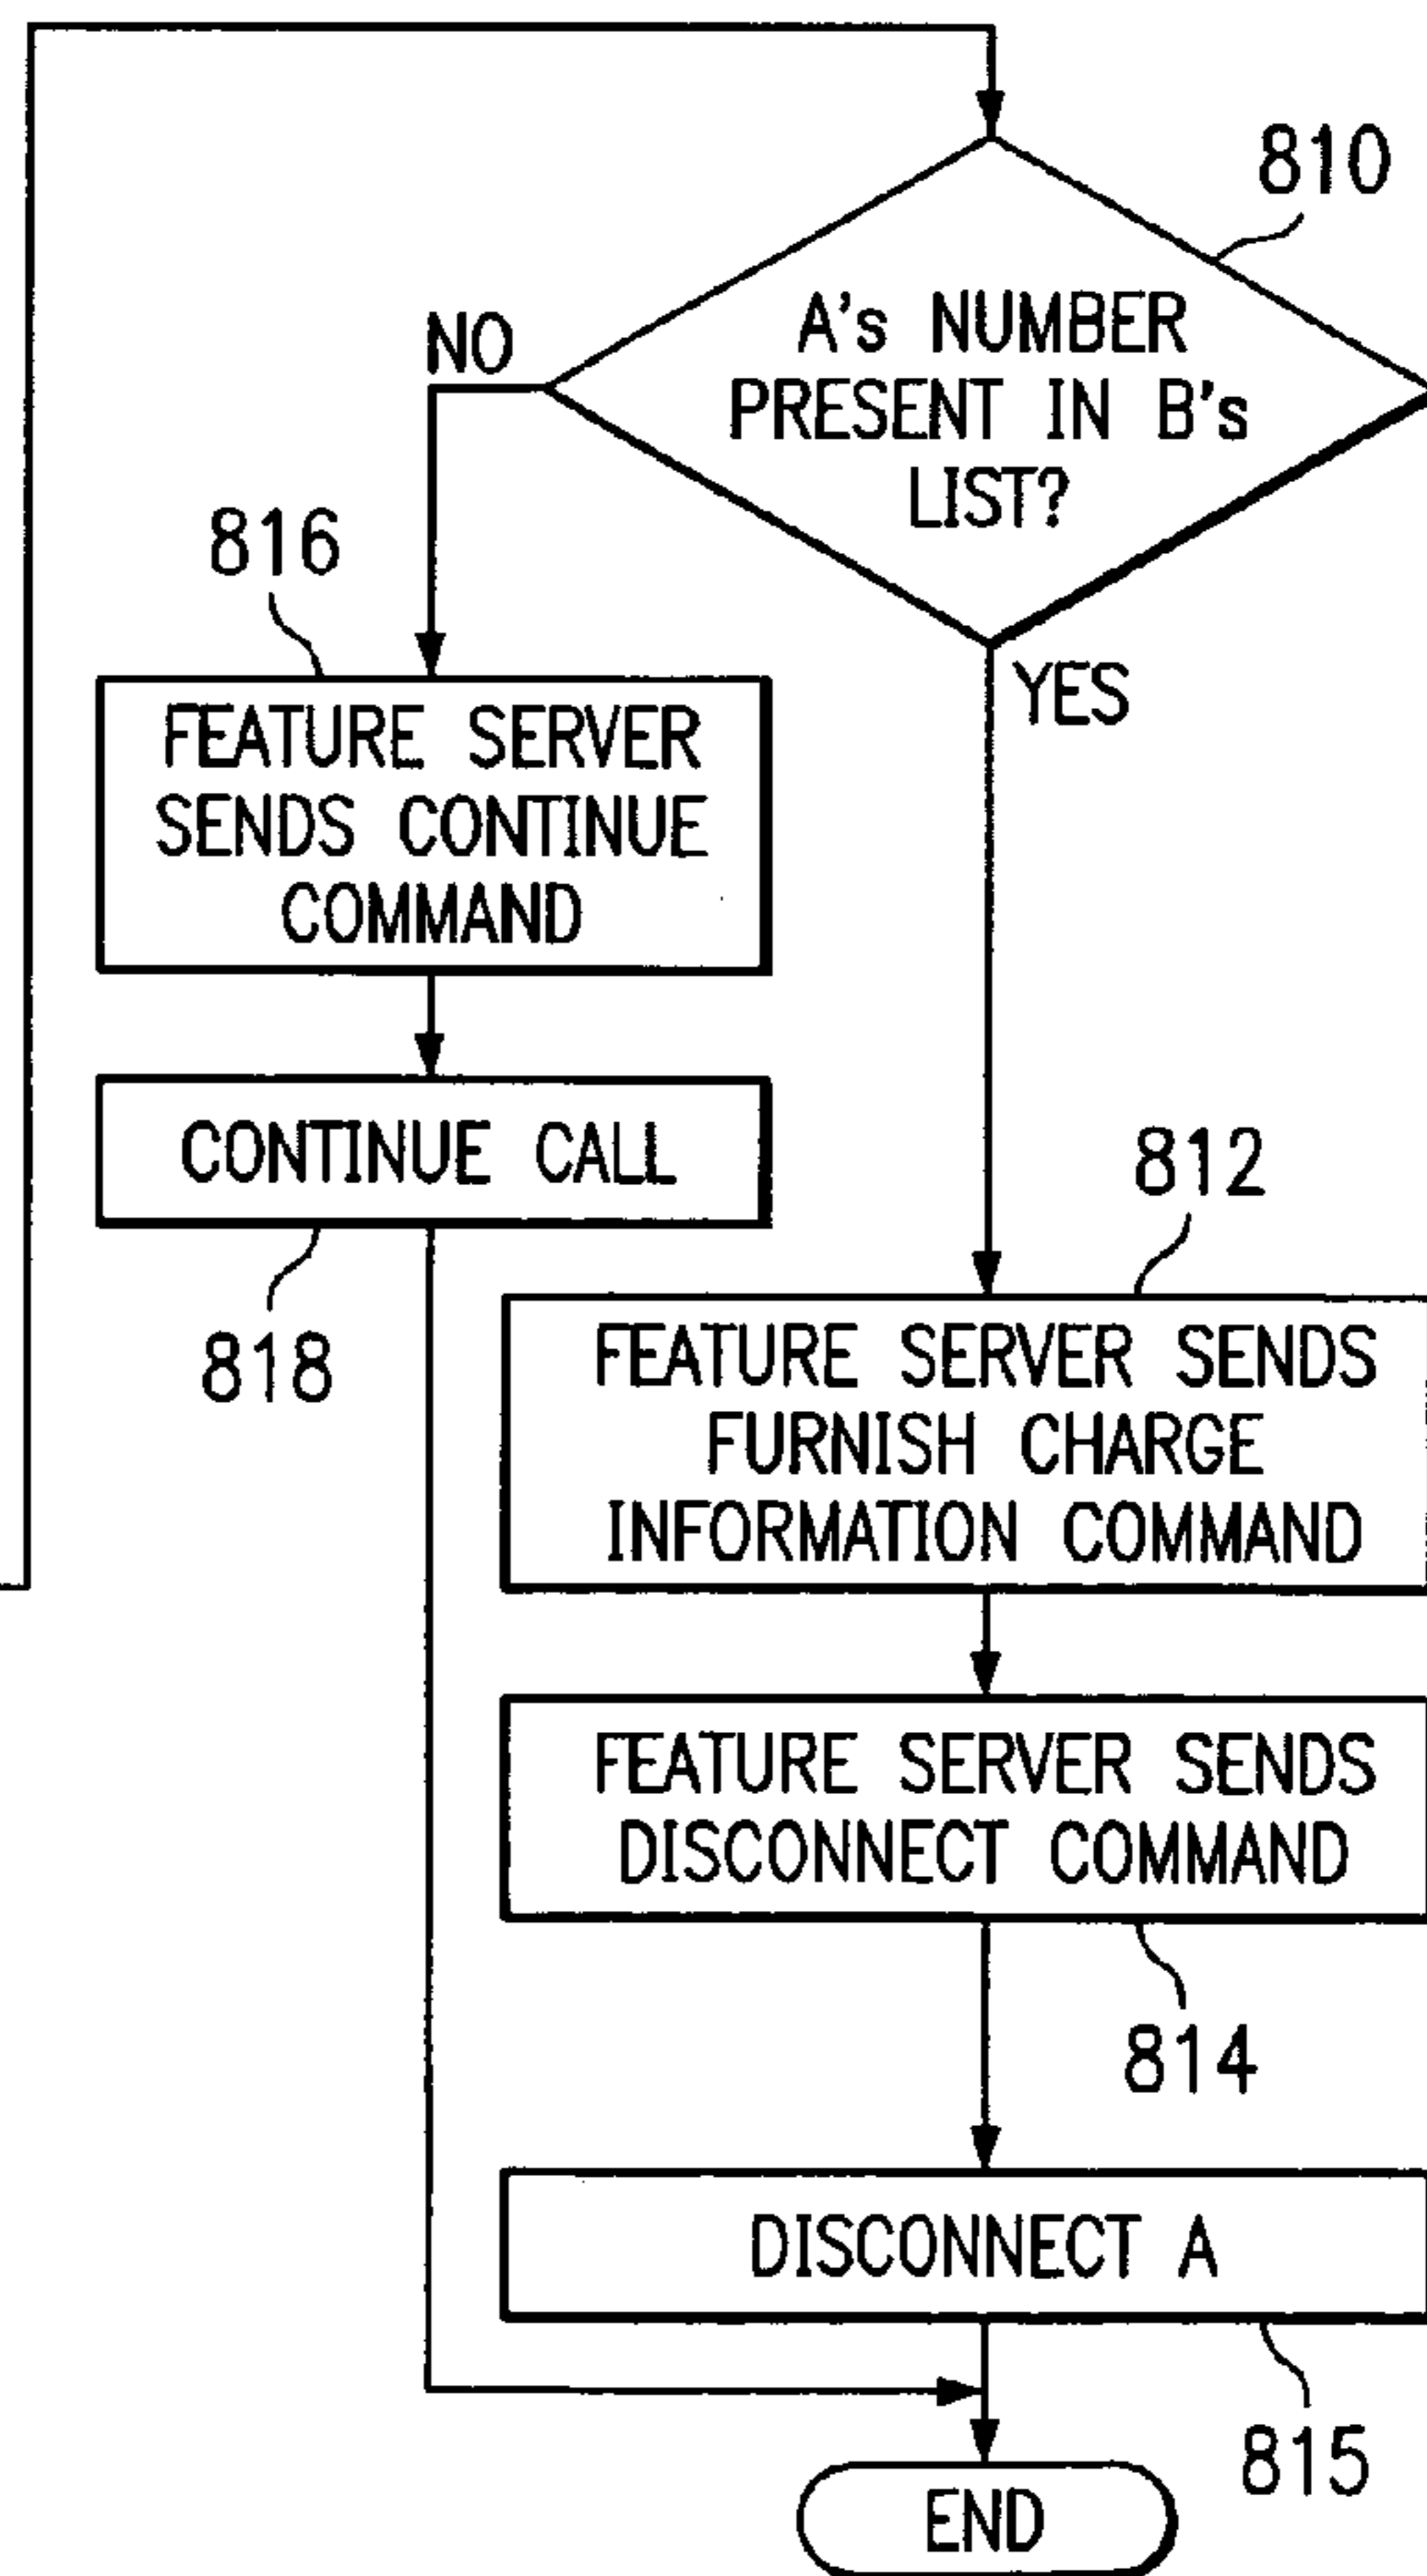 810
A's NUMBER
PRESENT IN B's
LIST?
NO
YES
816
FEATURE SERVER
SENDS CONTINUE
COMMAND
CONTINUE CALL
818
812
FEATURE SERVER SENDS
FURNISH CHARGE
INFORMATION COMMAND
FEATURE SERVER SENDS
DISCONNECT COMMAND
814
DISCONNECT A
815
END